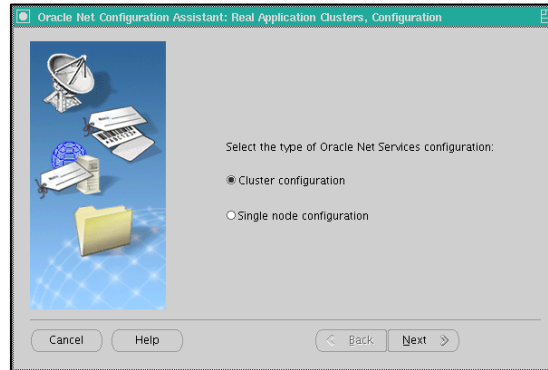 Oracle Net Configuration Assistant: Real Application Clusters, Configuration
Select the type of Oracle Net Services configuration:
Cluster configuration
Single node configuration
Cancel
Help
Back
Next